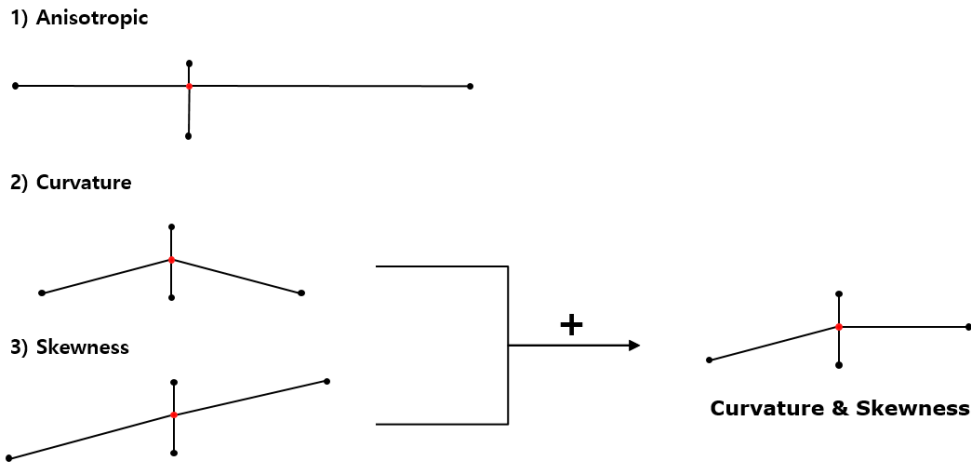 1) Anisotropic
2) Curvature
3) Skewness
+
Curvature & Skewness